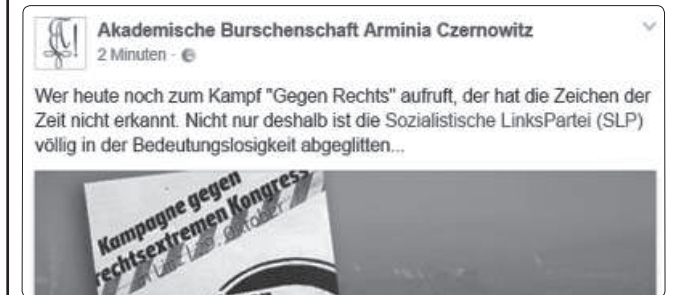 Akademische Burschenschaft Arminia Czernowitz
2 Minuten ·
Wer heute noch zum Kampf "Gegen Rechts" aufruft, der hat die Zeichen der
Zeit nicht erkannt. Nicht nur deshalb ist die Sozialistische LinksPartei (SLP)
völlig in der Bedeutungslosigkeit abgeglitten...
Kampagne gegen
rechtsextremen Kongress